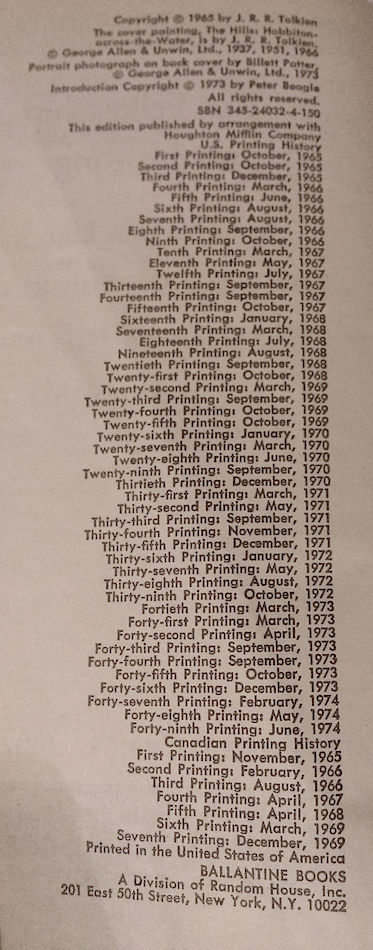 Copyright © 1965 by J. R. R. Tolkien
The cover painting, The Hills: Hobbiton-
across-the-Water, is by J. R. R. Tolkien.
© George Allen & Unwin, Ltd., 1937, 1951, 1966
Portrait photograph on back cover by Billett Potter,
© George Allen & Unwin, Ltd., 1973
Introduction Copyright © 1973 by Peter Beagle
All rights reserved.
SBN 345-24032-4-150
This edition published by arrangement with
Houghton Mifflin Company
U.S. Printing History
First Printing: October, 1965
Second Printing: October, 1965
Third Printing: December, 1965
Fourth Printing: March, 1966
Fifth Printing: June, 1966
Sixth Printing: August, 1966
Seventh Printing: August, 1966
Eighth Printing: September, 1966
Ninth Printing: October, 1966
Tenth Printing: March, 1967
Eleventh Printing: May, 1967
Twelfth Printing: July, 1967
Thirteenth Printing: September, 1967
Fourteenth Printing: September, 1967
Fifteenth Printing: October, 1967
Sixteenth Printing: January, 1968
Seventeenth Printing: March, 1968
Eighteenth Printing: July, 1968
Nineteenth Printing: August, 1968
Twentieth Printing: September, 1968
Twenty-first Printing: October, 1968
Twenty-second Printing: March, 1969
Twenty-third Printing: September, 1969
Twenty-fourth Printing: October, 1969
Twenty-fifth Printing: October, 1969
Twenty-sixth Printing: January, 1970
Twenty-seventh Printing: March, 1970
Twenty-eighth Printing: June, 1970
Twenty-ninth Printing: September, 1970
Thirtieth Printing: December, 1970
Thirty-first Printing: March, 1971
Thirty-second Printing: May, 1971
Thirty-third Printing: September, 1971
Thirty-fourth Printing: November, 1971
Thirty-fifth Printing: December, 1971
Thirty-sixth Printing: January, 1972
Thirty-seventh Printing: May, 1972
Thirty-eighth Printing: August, 1972
Thirty-ninth Printing: October, 1972
Fortieth Printing: March, 1973
Forty-first Printing: March, 1973
Forty-second Printing: April, 1973
Forty-third Printing: September, 1973
Forty-fourth Printing: September, 1973
Forty-fifth Printing: October, 1973
Forty-sixth Printing: December, 1973
Forty-seventh Printing: February, 1974
Forty-eighth Printing: May, 1974
Forty-ninth Printing: June, 1974
Canadian Printing History
First Printing: November, 1965
Second Printing: February, 1966
Third Printing: August, 1966
Fourth Printing: April, 1967
Fifth Printing: April, 1968
Sixth Printing: March, 1969
Seventh Printing: December, 1969
Printed in the United States of America
BALLANTINE BOOKS
A Division of Random House, Inc.
201 East 50th Street, New York, N.Y. 10022